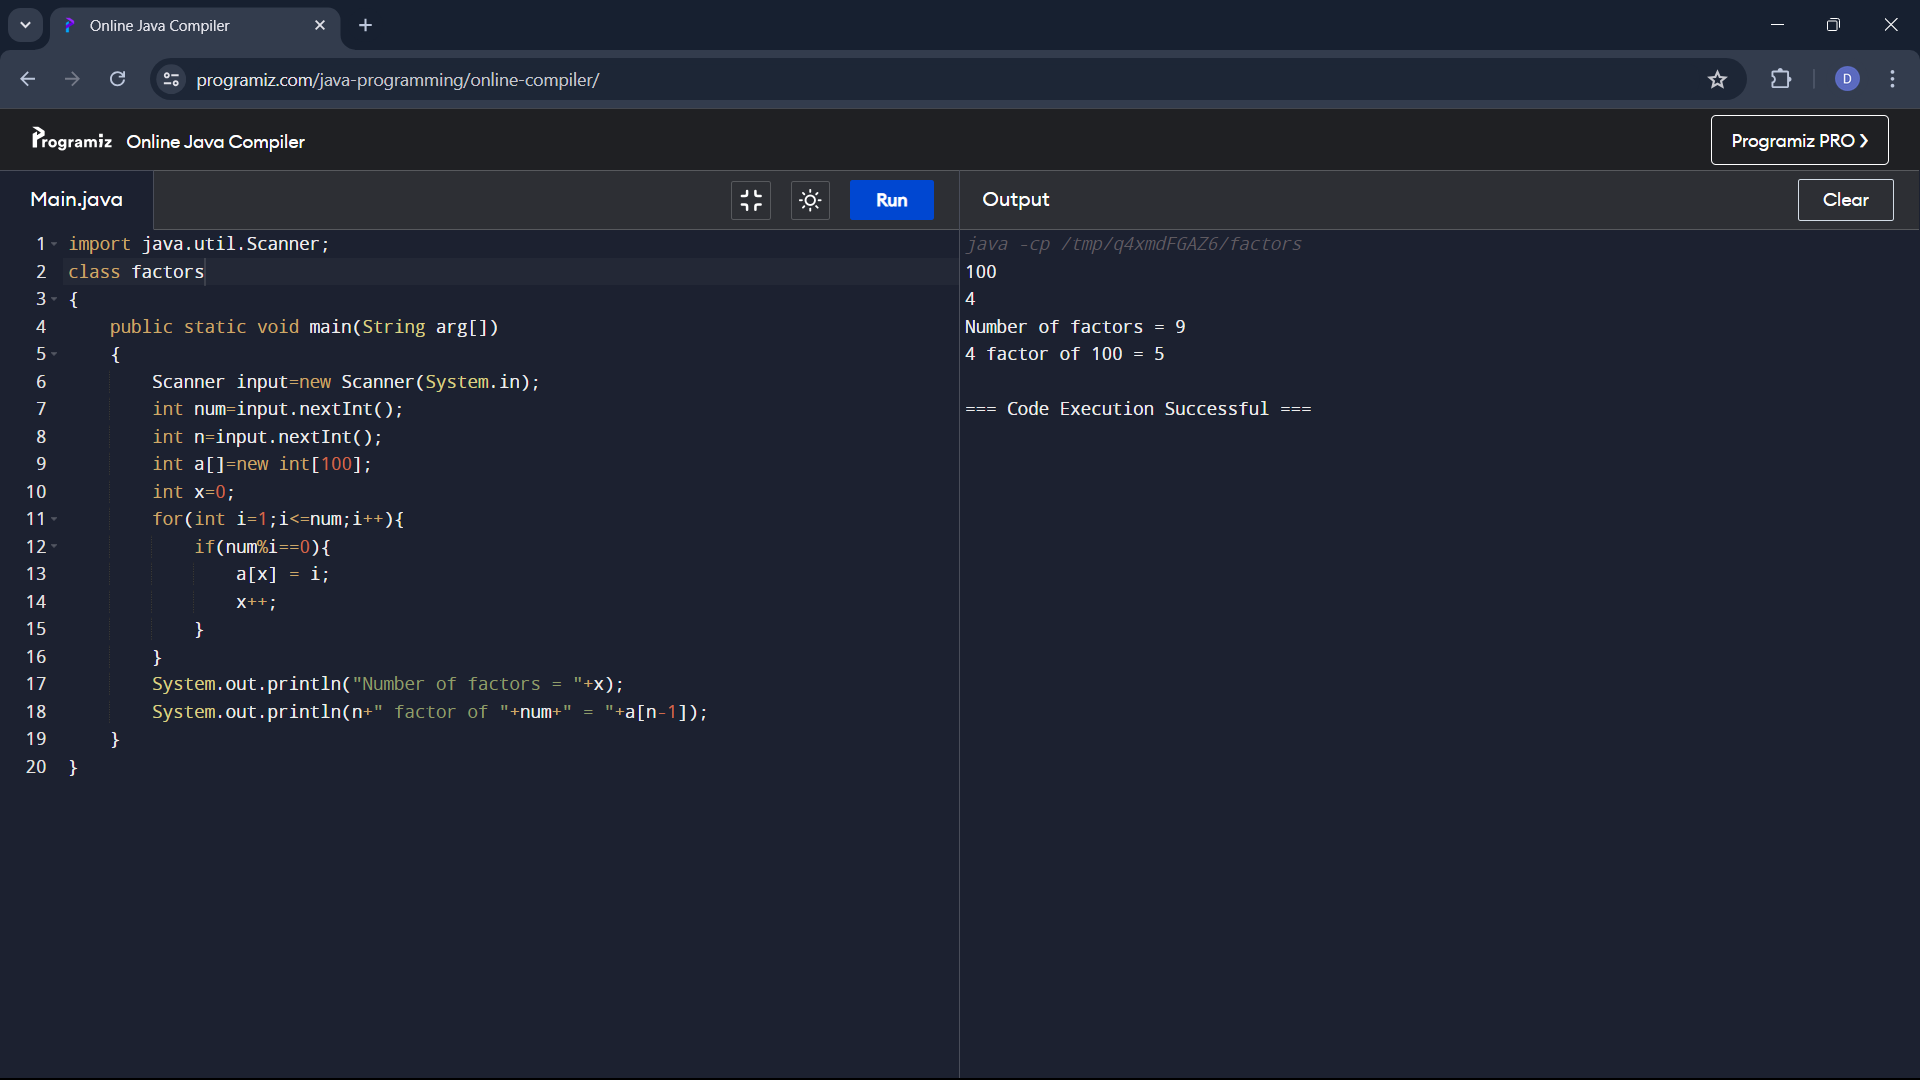 Online Java Compiler
programiz.com/java-programming/online-compiler/
D
Programiz Online Java Compiler
Programiz PRO ❯
Main.java
Run
Output
Clear
1 import java.util.Scanner;
2 class factors
3 {
4     public static void main(String arg[])
5     {
6         Scanner input=new Scanner(System.in);
7         int num=input.nextInt();
8         int n=input.nextInt();
9         int a[]=new int[100];
10         int x=0;
11         for(int i=1;i<=num;i++){
12             if(num%i==0){
13                 a[x] = i;
14                 x++;
15             }
16         }
17         System.out.println("Number of factors = "+x);
18         System.out.println(n+" factor of "+num+" = "+a[n-1]);
19     }
20 }
java -cp /tmp/q4xmdFGAZ6/factors
100
4
Number of factors = 9
4 factor of 100 = 5
=== Code Execution Successful ===